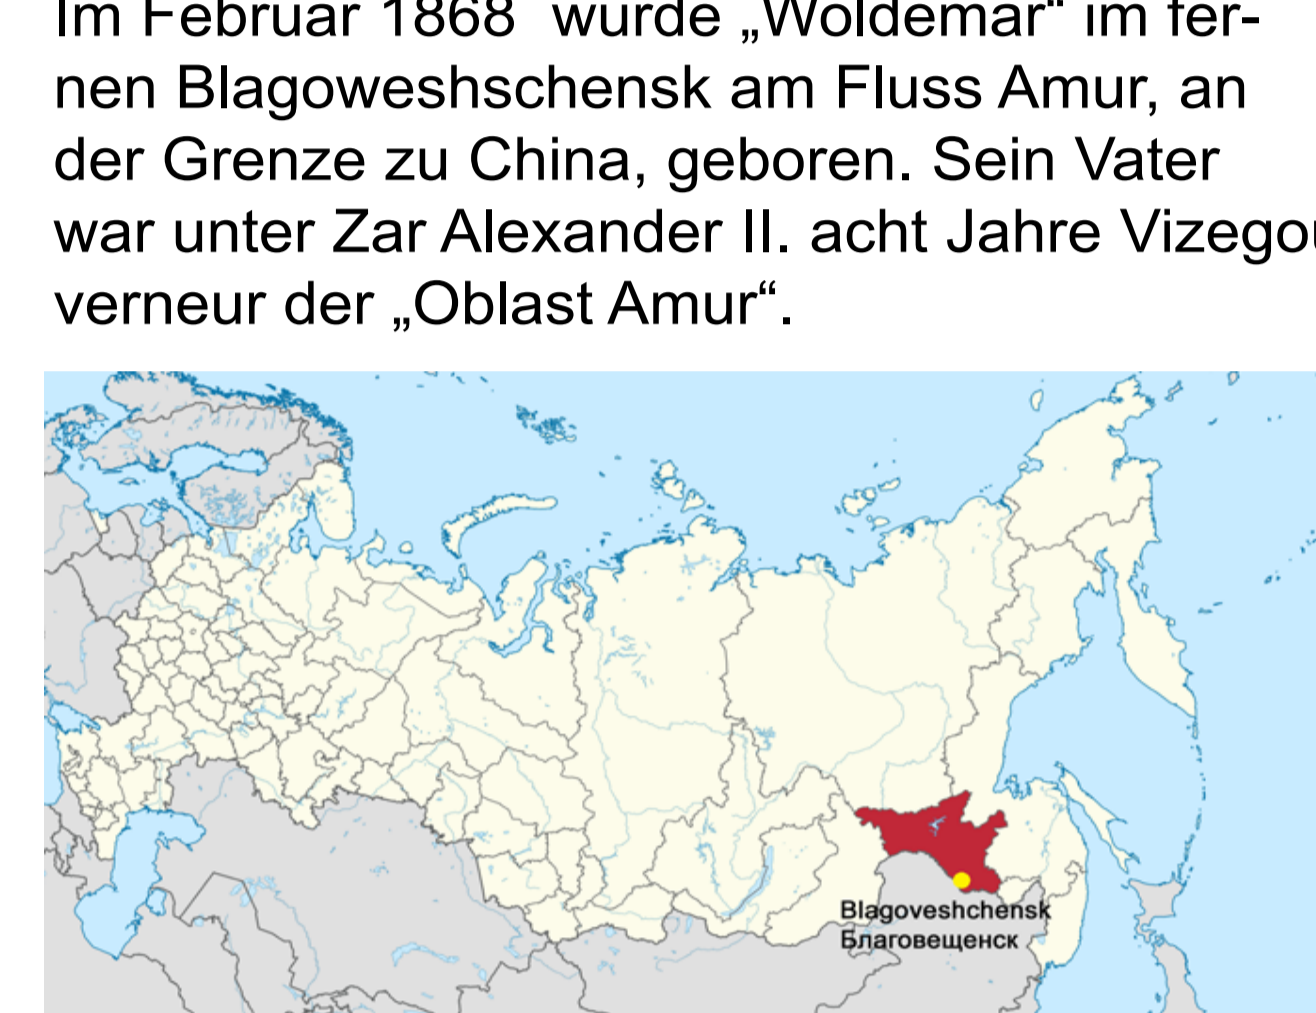 Im Februar 1868  wurde „Woldemar“ im fer-
nen Blagoweshschensk am Fluss Amur, an
der Grenze zu China, geboren. Sein Vater
war unter Zar Alexander II. acht Jahre Vizegou
verneur der „Oblast Amur“.
Blagoveshchensk
Благовещенск